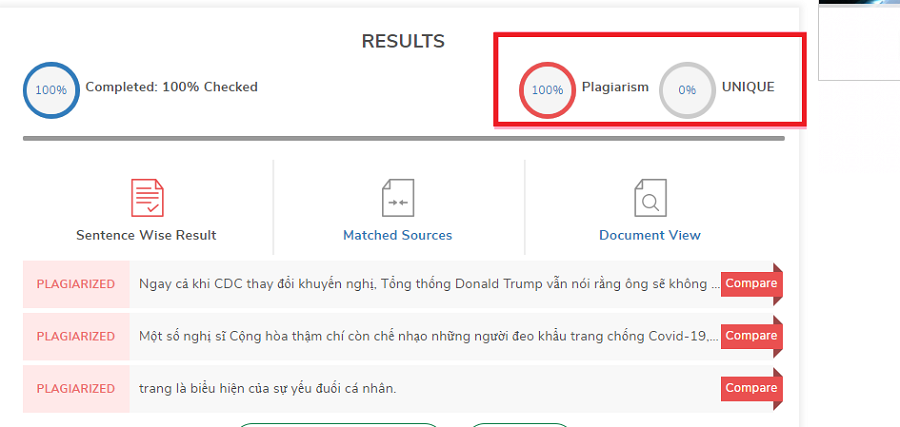 RESULTS
100% Completed: 100% Checked
100% Plagiarism 0% UNIQUE
Sentence Wise Result
Matched Sources
Document View
PLAGIARIZED Ngay cả khi CDC thay đổi khuyến nghị, Tổng thống Donald Trump vẫn nói rằng ông sẽ không ... Compare
PLAGIARIZED Một số nghị sĩ Cộng hòa thậm chí còn chế nhạo những người đeo khẩu trang chống Covid-19,... Compare
PLAGIARIZED trang là biểu hiện của sự yếu đuối cá nhân. Compare